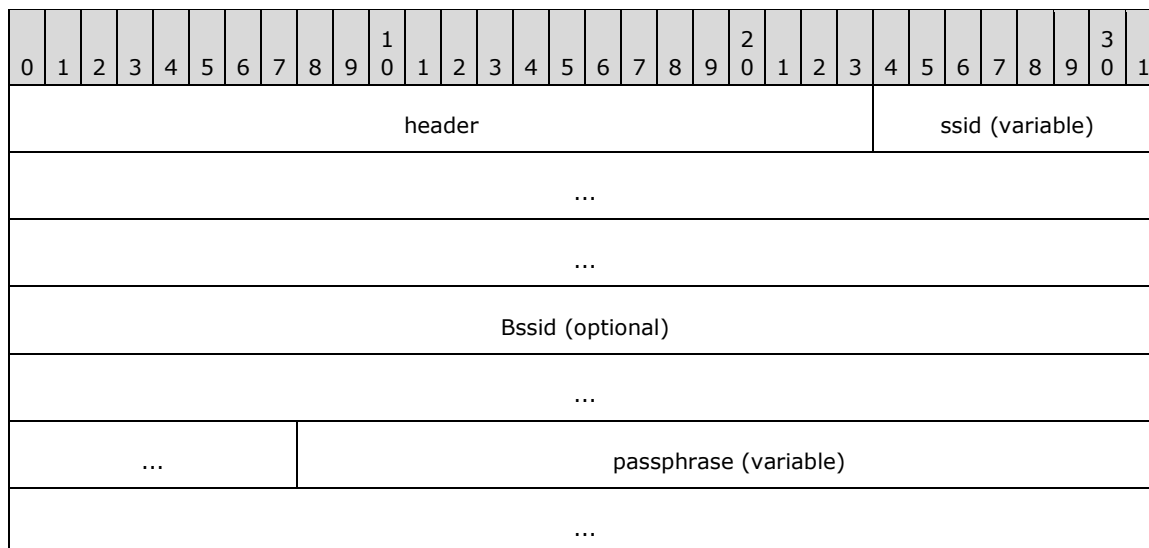 1 2 3
0 1 2 3 4 5 6 7 8 9 0 1 2 3 4 5 6 7 8 9 0 1 2 3 4 5 6 7 8 9 0 1
header ssid (variable)
...
...
Bssid (optional)
...
... passphrase (variable)
...